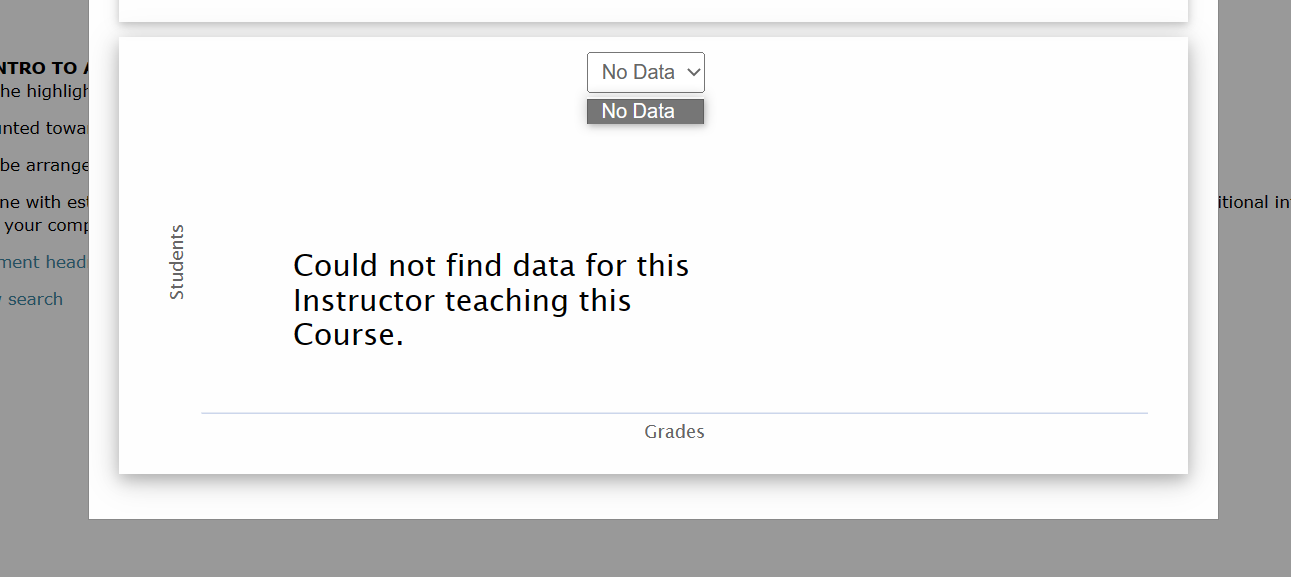 NTRO TO
he highligh
unted towa
be arrange
ne with est
itional in
your comp
ment head
search
No Data
No Data
Students
Could not find data for this
Instructor teaching this
Course.
Grades